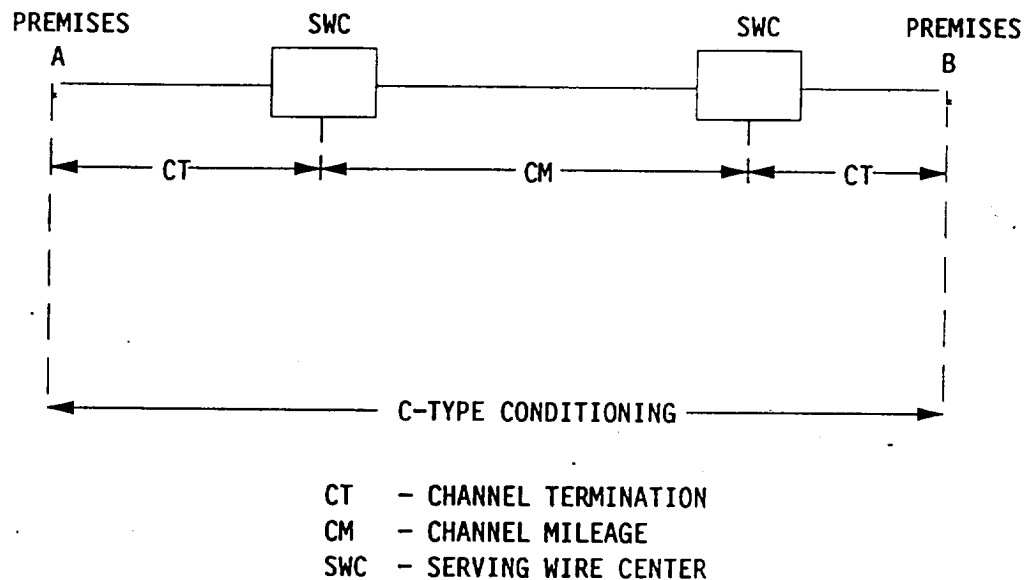 PREMISES SWC SWC PREMISES
A B
CT CM CT
C-TYPE CONDITIONING
CT - CHANNEL TERMINATION
CM - CHANNEL MILEAGE
SWC - SERVING WIRE CENTER